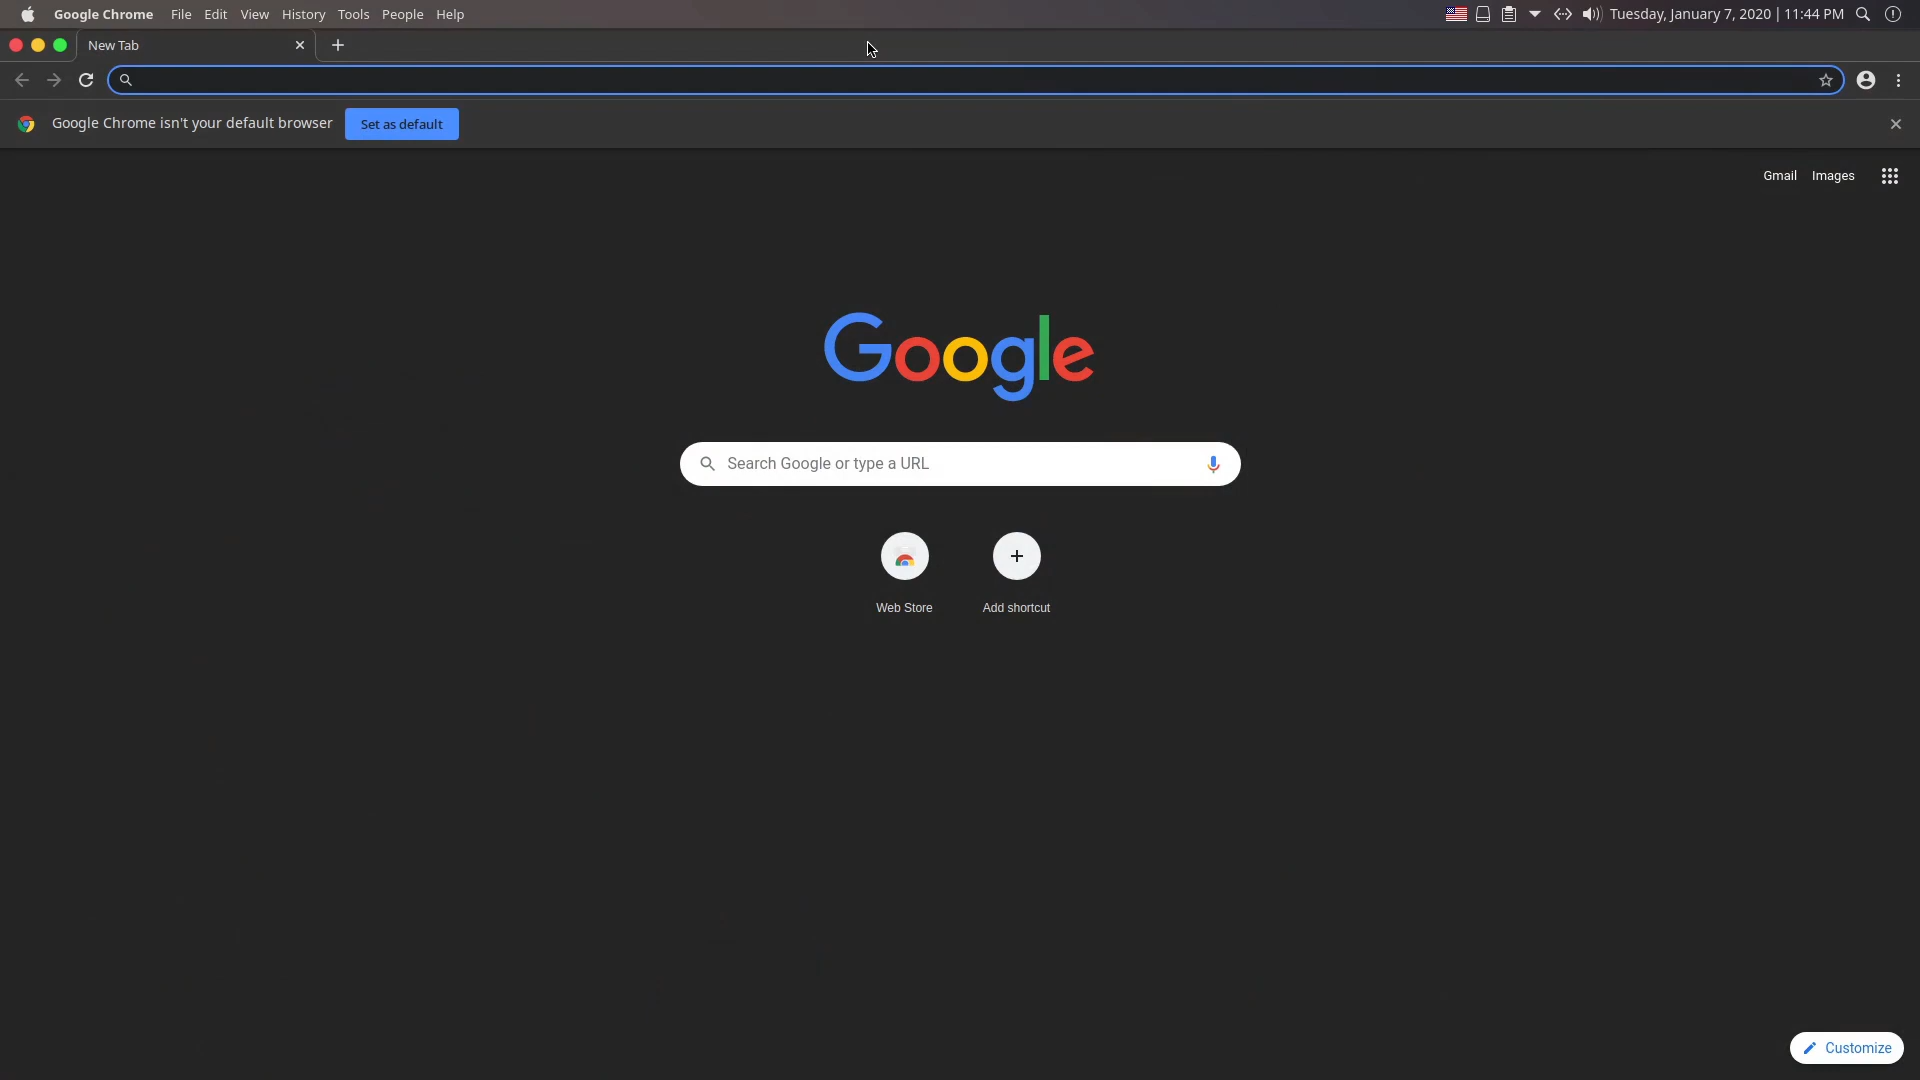 Google Chrome File Edit View History Tools People Help Tuesday, January 7, 2020 | 11:44 PM
New Tab
Google Chrome isn't your default browser Set as default
Gmail Images
Google
Search Google or type a URL
Web Store Add shortcut
Customize